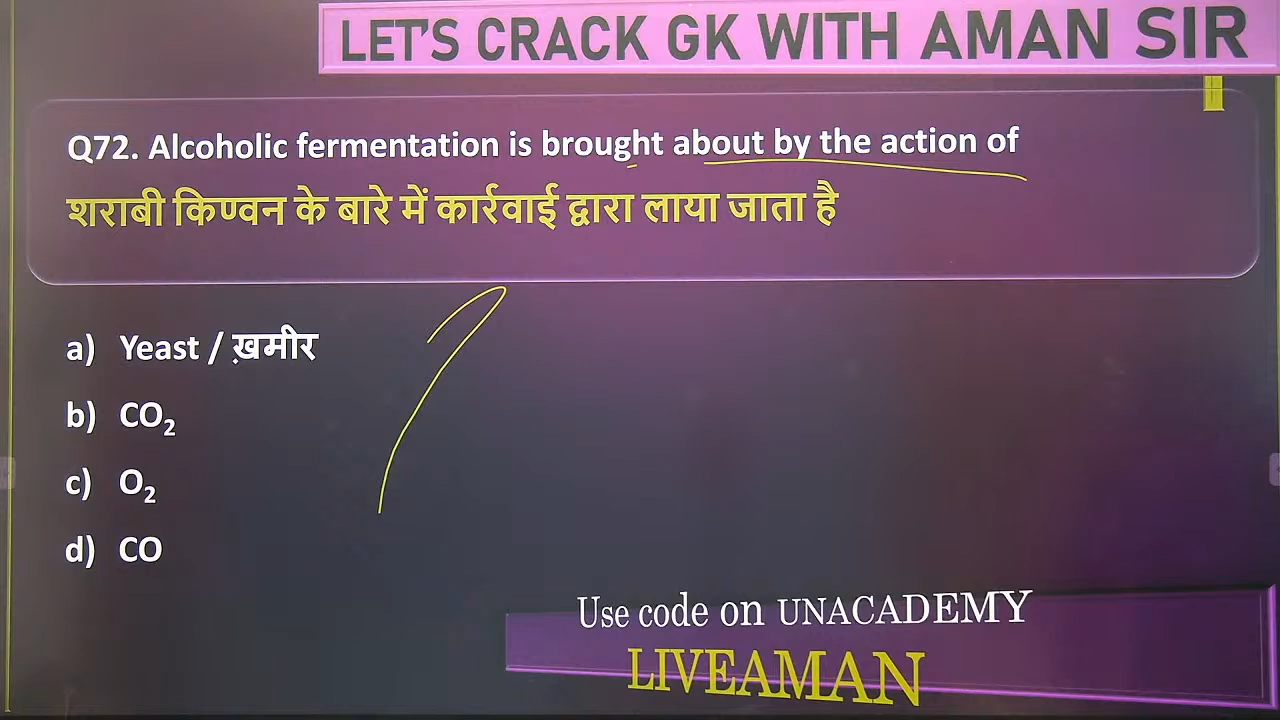 LET'S CRACK GK WITH AMAN SIR
Q72. Alcoholic fermentation is brought about by the action of
शराबी किण्वन के बारे में कार्रवाई द्वारा लाया जाता है
a) Yeast / ख़मीर
b) CO₂
c) O₂
d) CO
Use code on UNACADEMY
LIVEAMAN